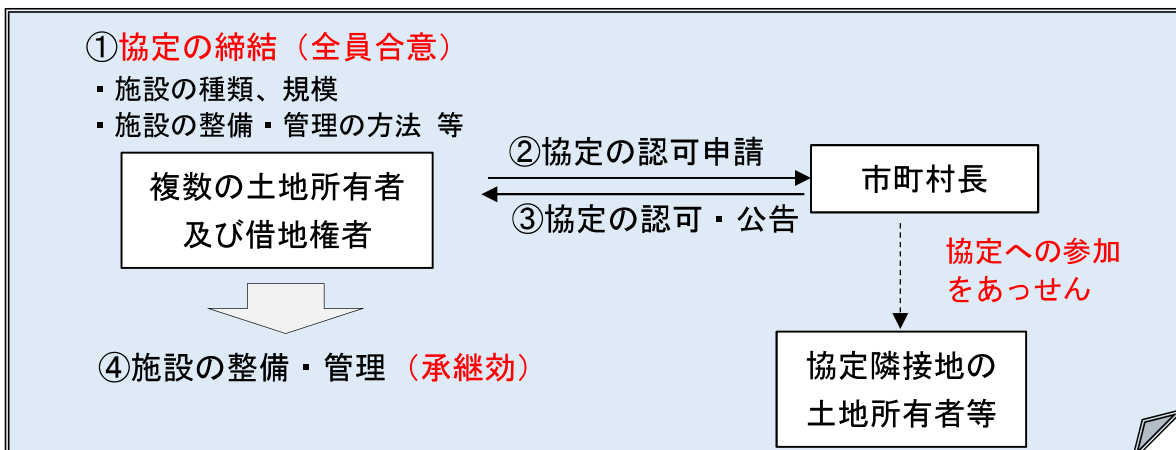 ①協定の締結（全員合意）
・施設の種類、規模
・施設の整備・管理の方法 等
複数の土地所有者
及び借地権者
②協定の認可申請
③協定の認可・公告
市町村長
協定への参加
をあっせん
④施設の整備・管理（承継効）
協定隣接地の
土地所有者等